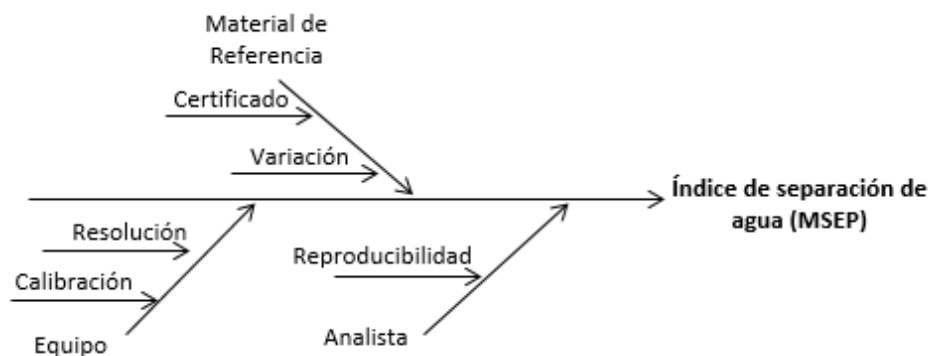 Material de
Referencia
Certificado
Variación
Índice de separación de
agua (MSEP)
Resolución
Reproducibilidad
Calibración
Equipo
Analista